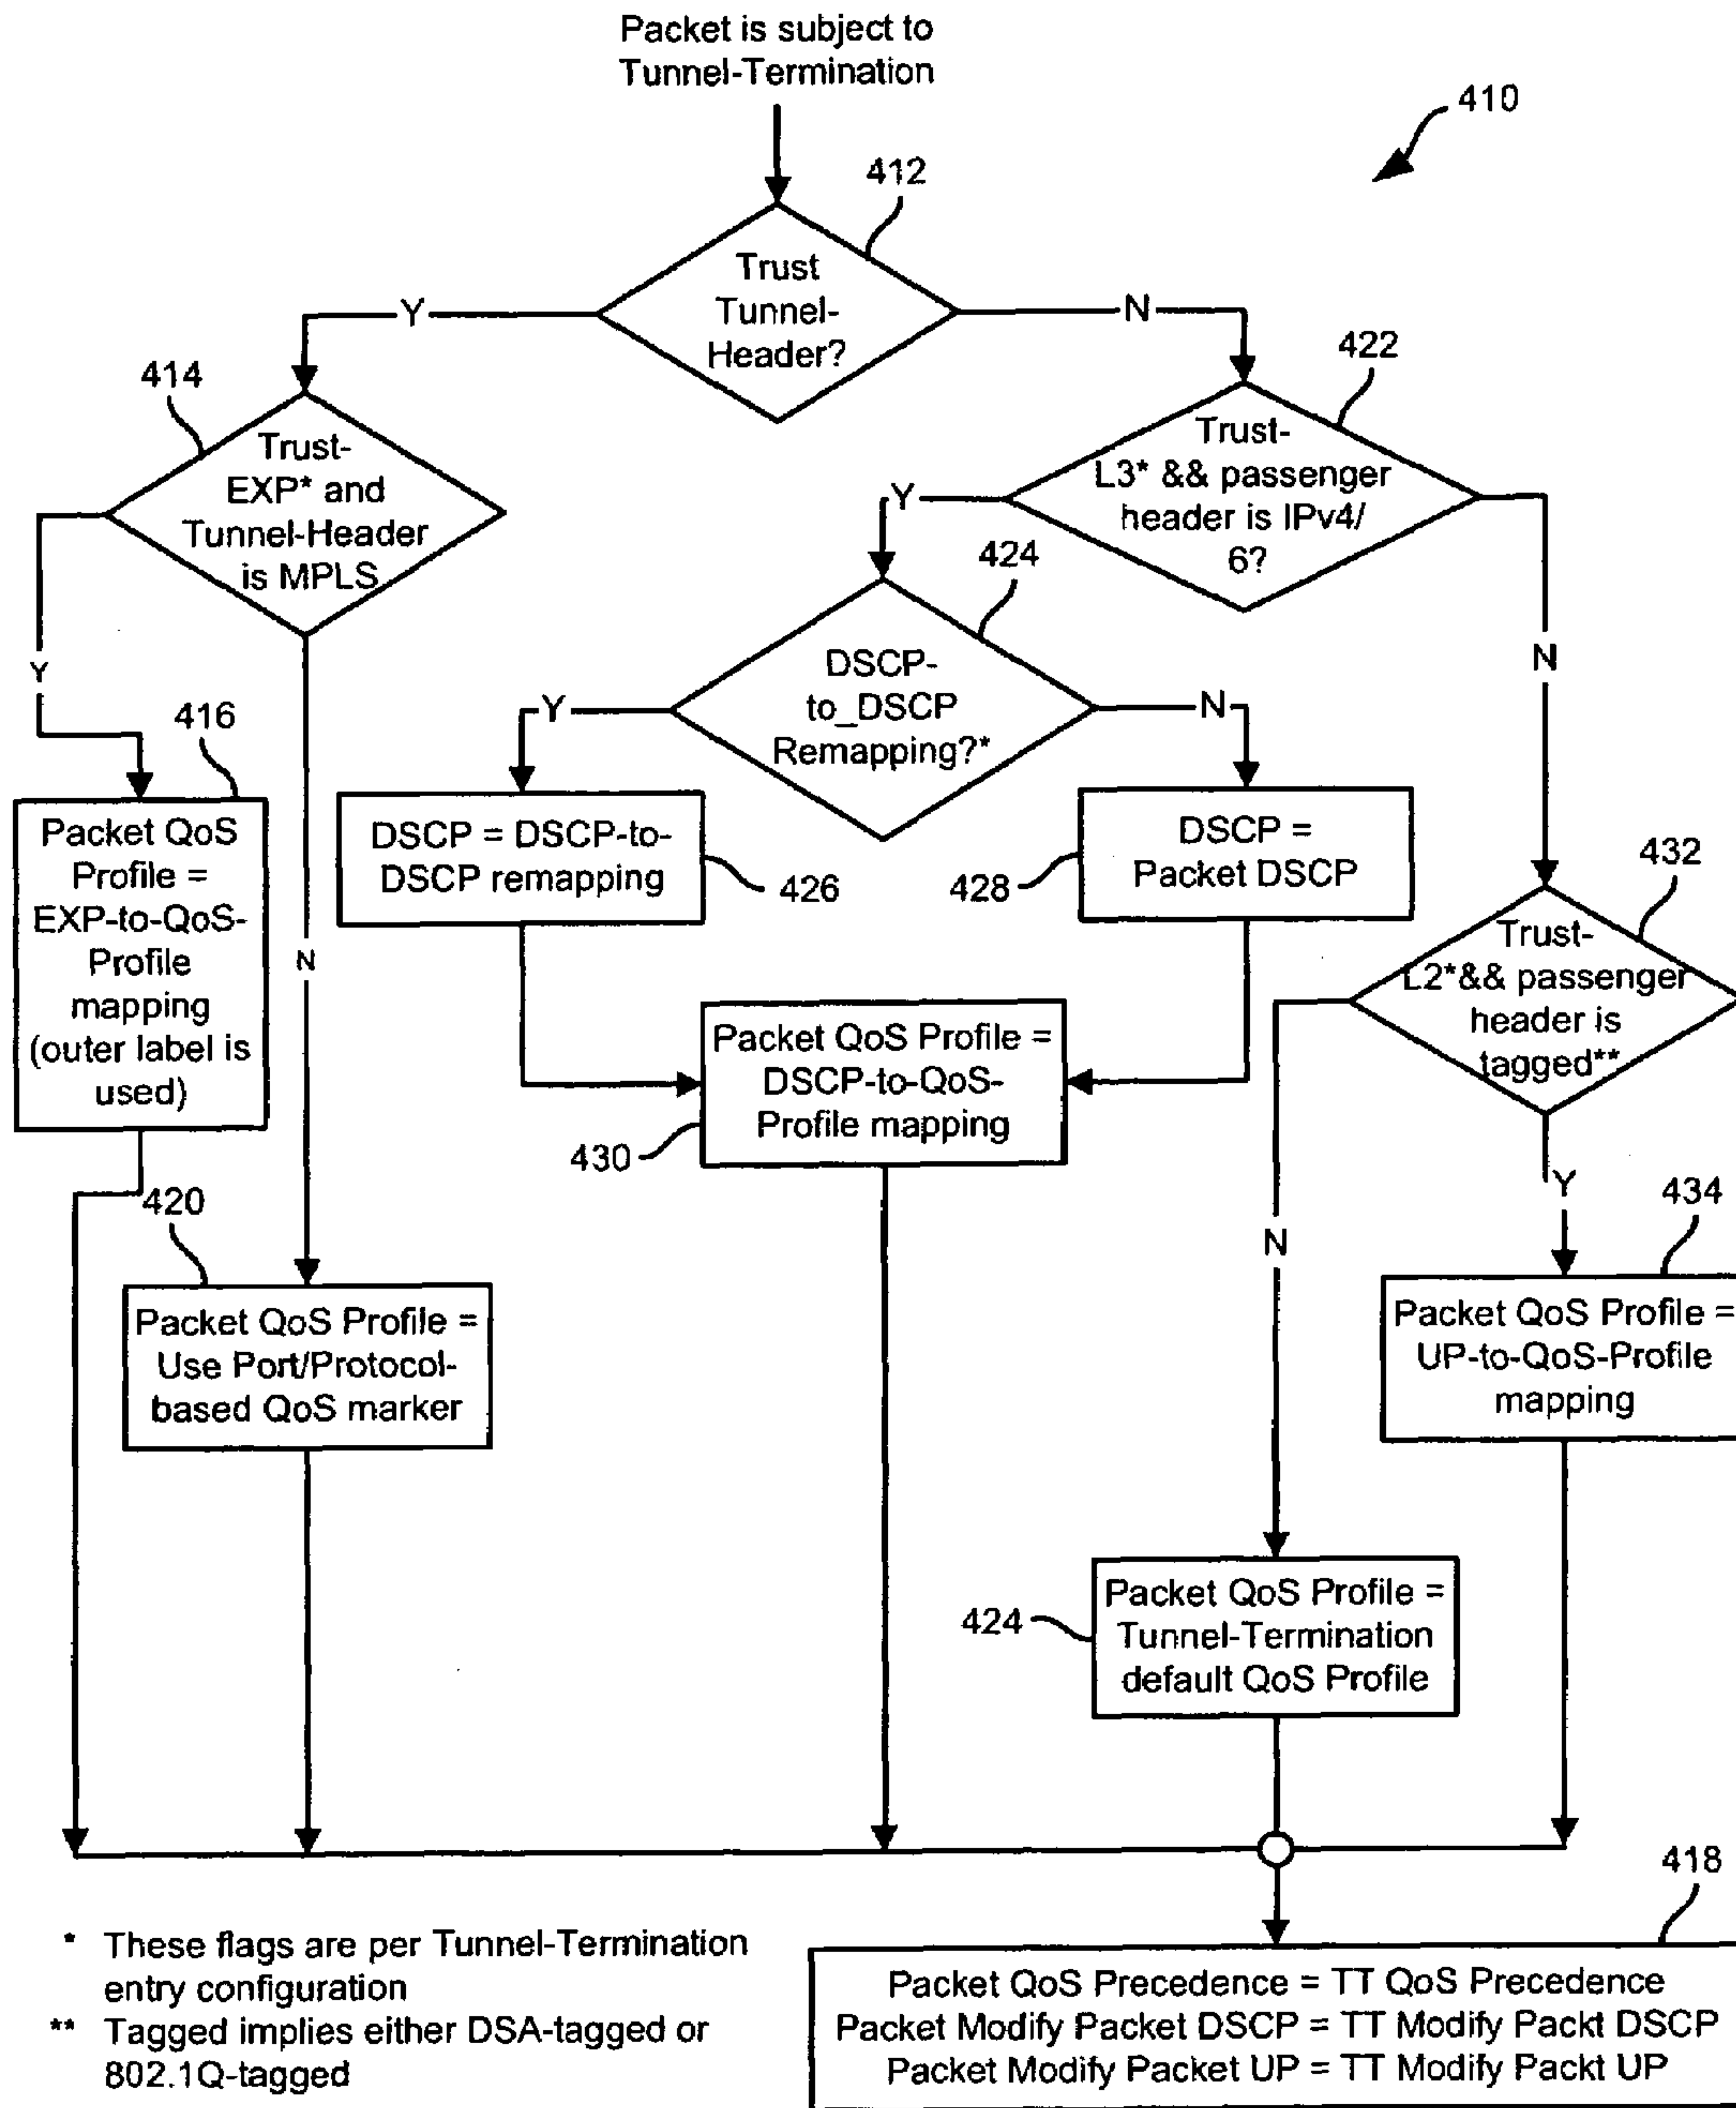 Packet is subject to
Tunnel-Termination
410
412
Trust
Tunnel-
Header?
Y
N
414
422
Trust-
EXP* and
Tunnel-Header
is MPLS
Trust-
L3* && passenger
header is IPv4/
6?
Y
N
424
DSCP-
to_DSCP
Remapping?*
Y
N
Y
N
416
Packet QoS
Profile =
EXP-to-QoS-
Profile
mapping
(outer label is
used)
DSCP = DSCP-to-
DSCP remapping
426
428
DSCP =
Packet DSCP
432
Trust-
L2*&& passenger
header is
tagged**
Packet QoS Profile =
DSCP-to-QoS-
Profile mapping
430
N
Y
420
Packet QoS Profile =
Use Port/Protocol-
based QoS marker
434
Packet QoS Profile =
UP-to-QoS-Profile
mapping
424
Packet QoS Profile =
Tunnel-Termination
default QoS Profile
418
Packet QoS Precedence = TT QoS Precedence
Packet Modify Packet DSCP = TT Modify Packt DSCP
Packet Modify Packet UP = TT Modify Packt UP
* These flags are per Tunnel-Termination
entry configuration
** Tagged implies either DSA-tagged or
802.1Q-tagged